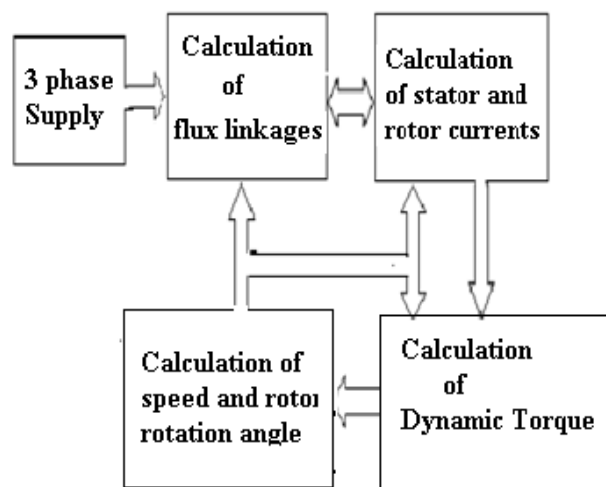 3 phase
Supply
Calculation
of
flux linkages
Calculation
of stator and
rotor currents
Calculation of
speed and rotor
rotation angle
Calculation
of
Dynamic Torque